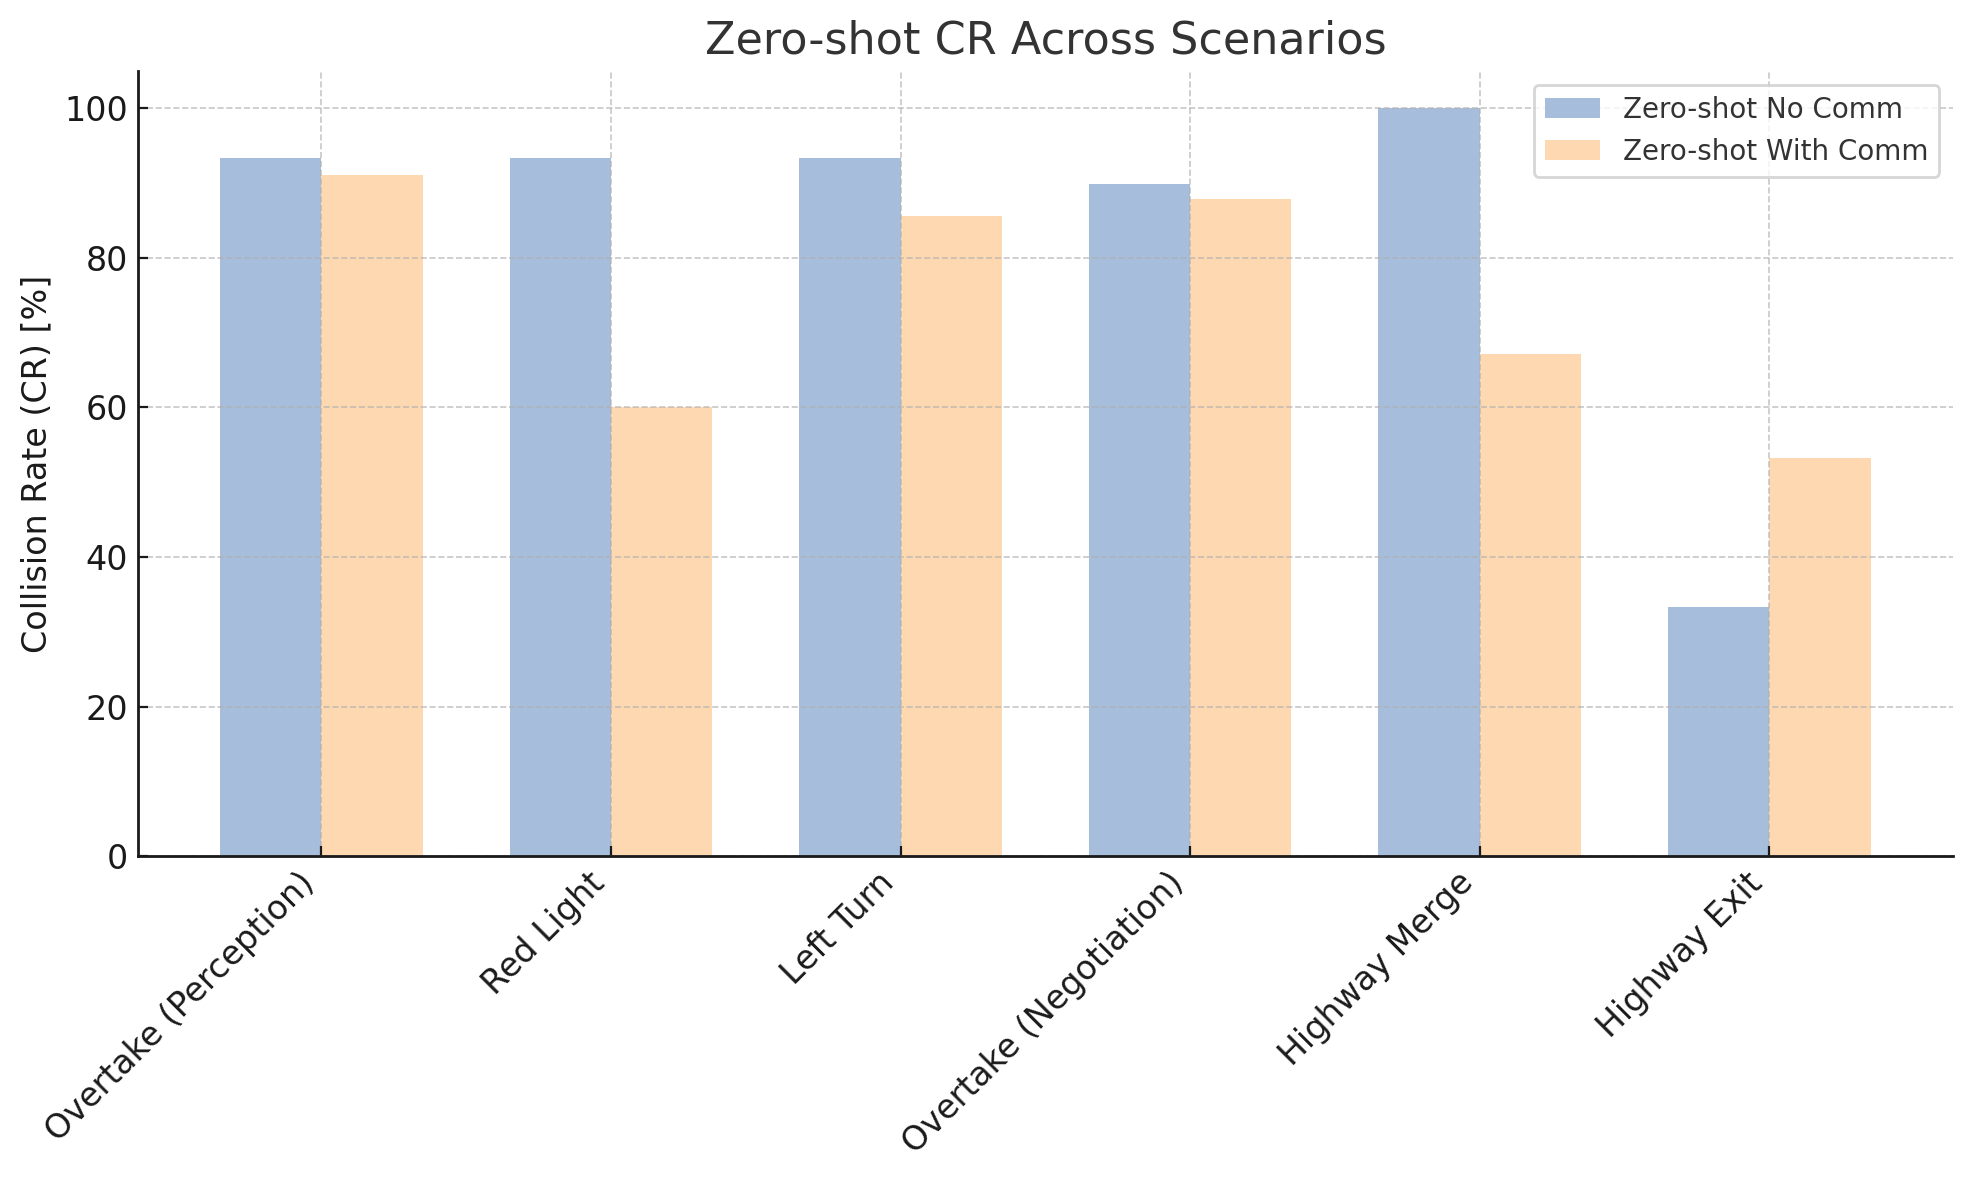 Zero-shot CR Across Scenarios
Zero-shot No Comm
Zero-shot With Comm
Collision Rate (CR) [%]
100
80
60
40
20
0
Overtake (Perception)
Red Light
Left Turn
Overtake (Negotiation)
Highway Merge
Highway Exit